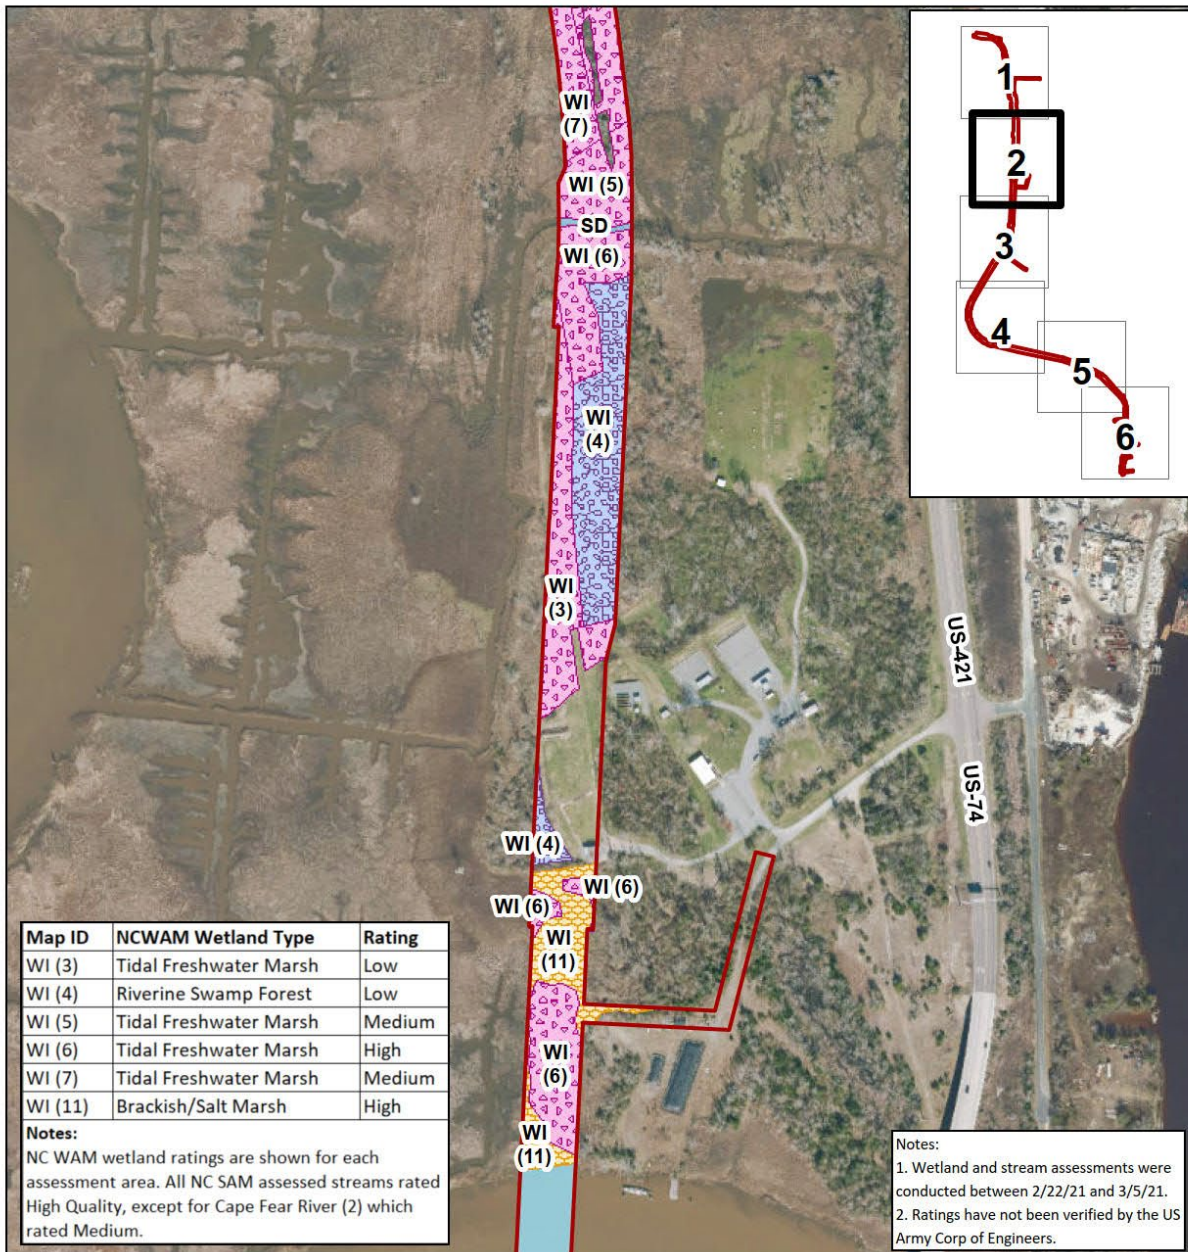 WI
(7)
WI (5)
SD
WI (6)
WI
(4)
WI
(3)
WI (4)
WI (6)
WI (6)
WI
(11)
WI
(6)
WI
(11)
US-421
US-74
1
2
3
4
5
6
Map ID NCWAM Wetland Type Rating
WI (3) Tidal Freshwater Marsh Low
WI (4) Riverine Swamp Forest Low
WI (5) Tidal Freshwater Marsh Medium
WI (6) Tidal Freshwater Marsh High
WI (7) Tidal Freshwater Marsh Medium
WI (11) Brackish/Salt Marsh High
Notes:
NC WAM wetland ratings are shown for each
assessment area. All NC SAM assessed streams rated
High Quality, except for Cape Fear River (2) which
rated Medium.
Notes:
1. Wetland and stream assessments were
conducted between 2/22/21 and 3/5/21.
2. Ratings have not been verified by the US
Army Corp of Engineers.